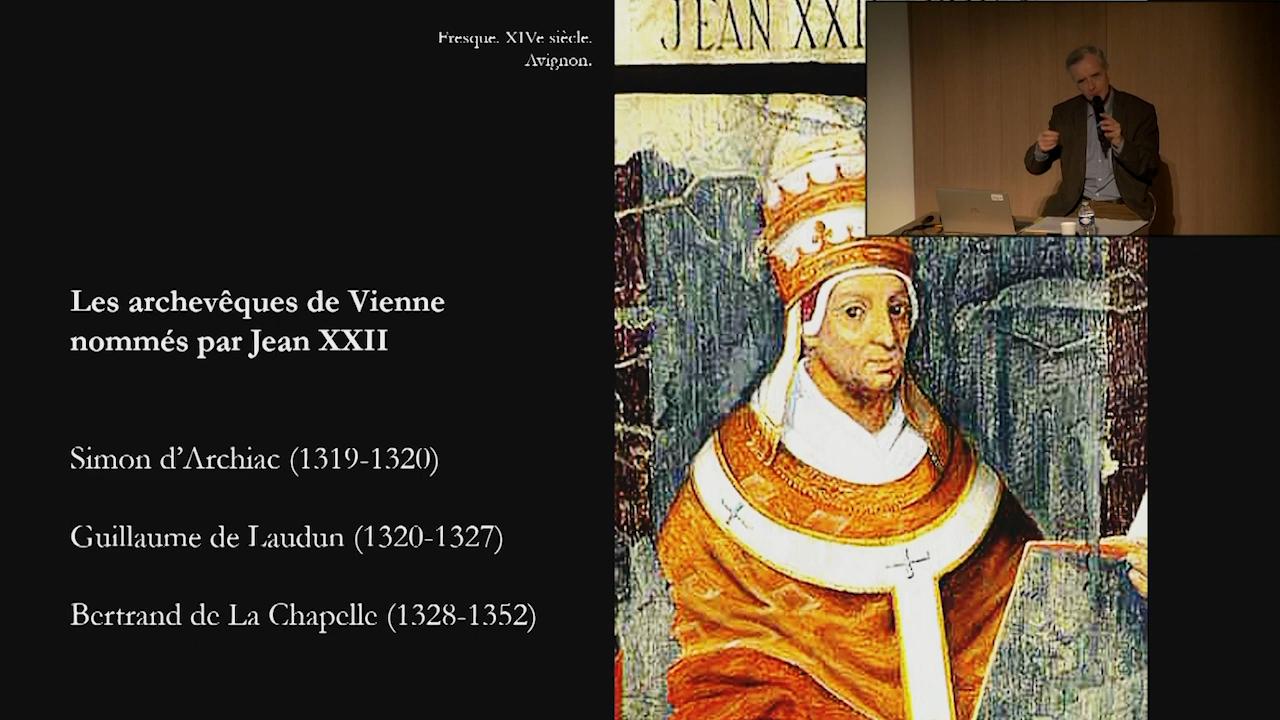 Fresque. XIVe siècle.
Avignon.
JEAN XXI
Les archevêques de Vienne
nommés par Jean XXII
Simon d'Archiac (1319-1320)
Guillaume de Laudun (1320-1327)
Bertrand de La Chapelle (1328-1352)